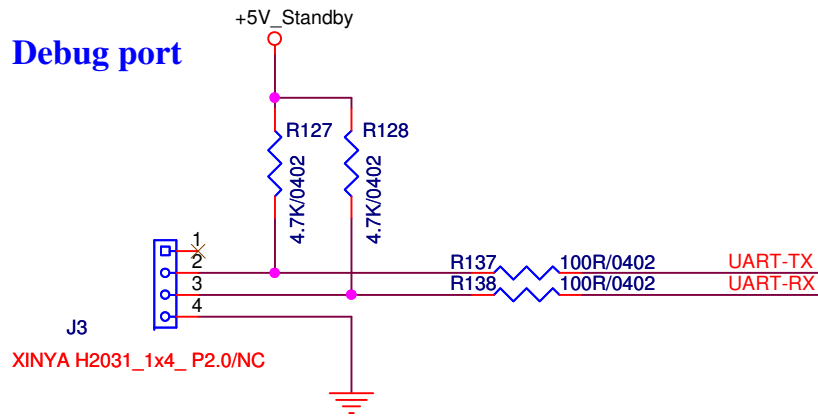 +5V_Standby
Debug port
R127
R128
4.7K/0402
4.7K/0402
1
2
3
4
R137
100R/0402
UART-TX
R138
100R/0402
UART-RX
J3
XINYA H2031_1x4_ P2.0/NC